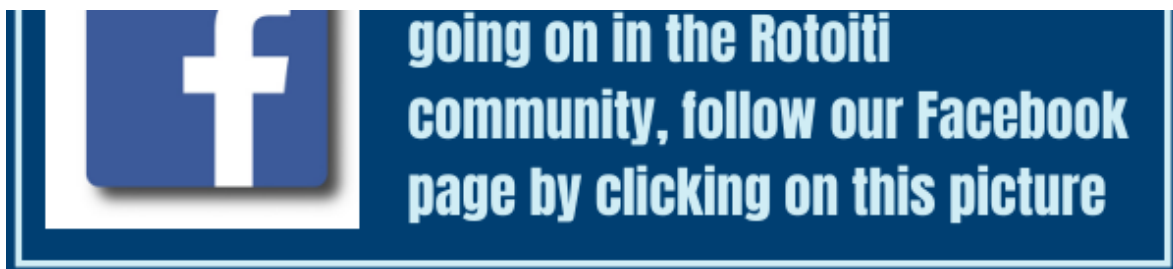 going on in the Rotoiti
community, follow our Facebook
page by clicking on this picture